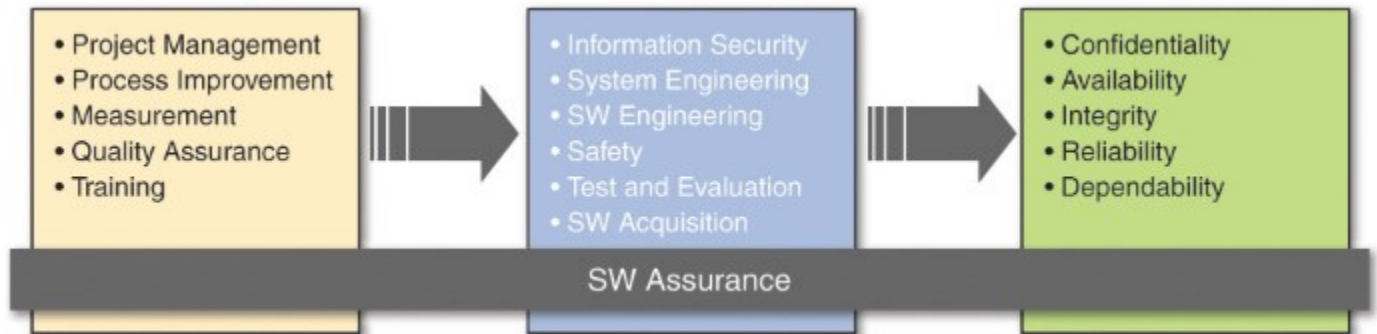 • Project Management
• Process Improvement
• Measurement
• Quality Assurance
• Training
• Information Security
• System Engineering
• SW Engineering
• Safety
• Test and Evaluation
• SW Acquisition
• Confidentiality
• Availability
• Integrity
• Reliability
• Dependability
SW Assurance